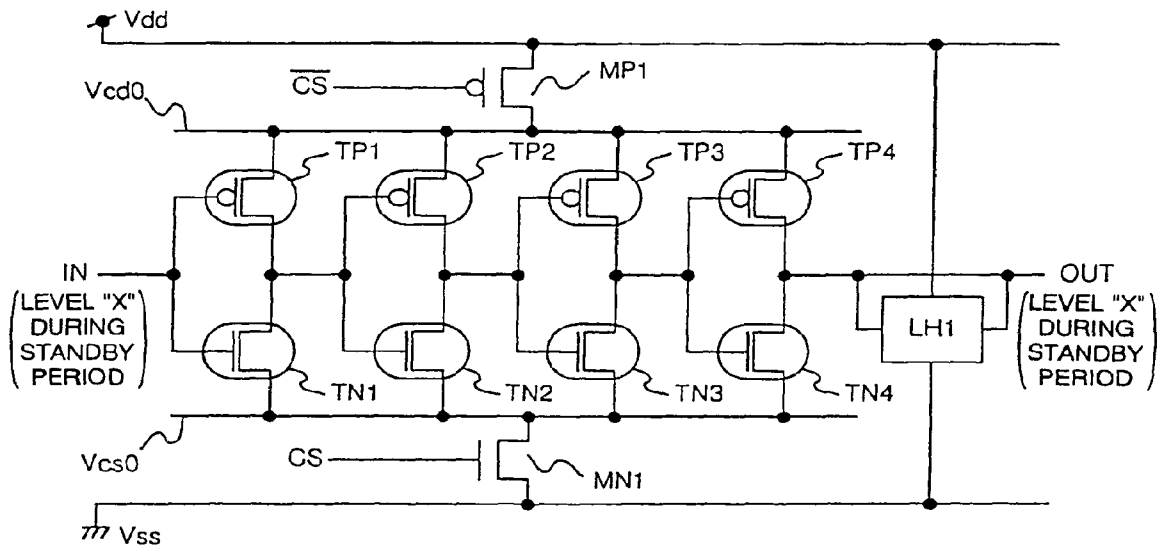 Vdd
C̅S̅
MP1
Vcd0
TP1
TP2
TP3
TP4
IN
(LEVEL "X"
DURING
STANDBY
PERIOD)
OUT
(LEVEL "X"
DURING
STANDBY
PERIOD)
LH1
TN1
TN2
TN3
TN4
Vcs0
CS
MN1
Vss